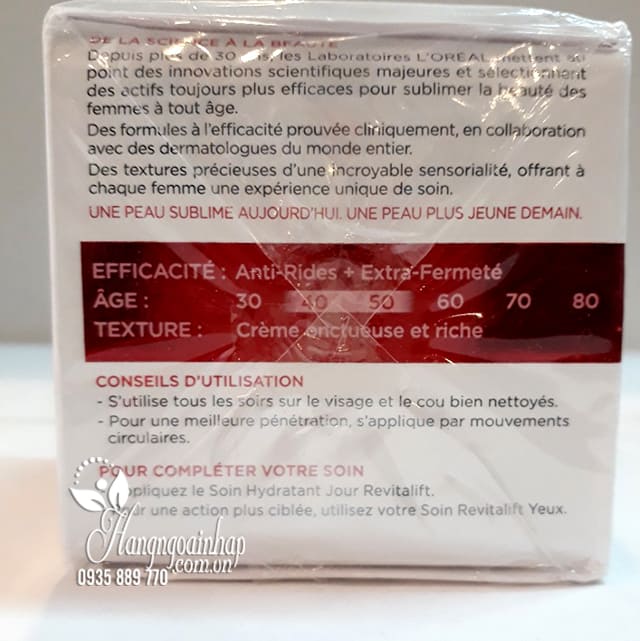 DE LA SCIENCE À LA BEAUTÉ
Depuis plus de 30 ans, les Laboratoires L'ORÉAL mettent au
point des innovations scientifiques majeures et sélectionnent
des actifs toujours plus efficaces pour sublimer la beauté des
femmes à tout âge.
Des formules à l'efficacité prouvée cliniquement, en collaboration
avec des dermatologues du monde entier.
Des textures précieuses d'une incroyable sensorialité, offrant à
chaque femme une expérience unique de soin.
UNE PEAU SUBLIME AUJOURD'HUI. UNE PEAU PLUS JEUNE DEMAIN.
EFFICACITÉ : Anti-Rides + Extra-Fermeté
ÂGE : 30 40 50 60 70 80
TEXTURE : Crème onctueuse et riche
CONSEILS D'UTILISATION
- S'utilise tous les soirs sur le visage et le cou bien nettoyés.
- Pour une meilleure pénétration, s'applique par mouvements
circulaires.
POUR COMPLÉTER VOTRE SOIN
Appliquez le Soin Hydratant Jour Revitalift.
Pour une action plus ciblée, utilisez votre Soin Revitalift Yeux.
Hangngoainhap
.com.vn
0935 889 770